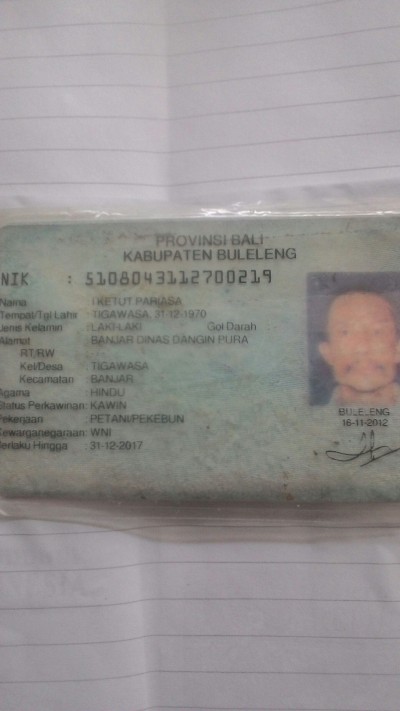 PROVINSI BALI
KABUPATEN BULELENG
NIK : 5108043112700219
Nama : I KETUT PARIASA
Tempat/Tgl Lahir : TIGAWASA, 31-12-1970
Jenis Kelamin : LAKI-LAKI Gol Darah
Alamat : BANJAR DINAS DANGIN PURA
RT/RW
Kel/Desa : TIGAWASA
Kecamatan : BANJAR
Agama : HINDU
Status Perkawinan : KAWIN
Pekerjaan : PETANI/PEKEBUN
Kewarganegaraan : WNI
Berlaku Hingga : 31-12-2017
BULELENG
16-11-2012